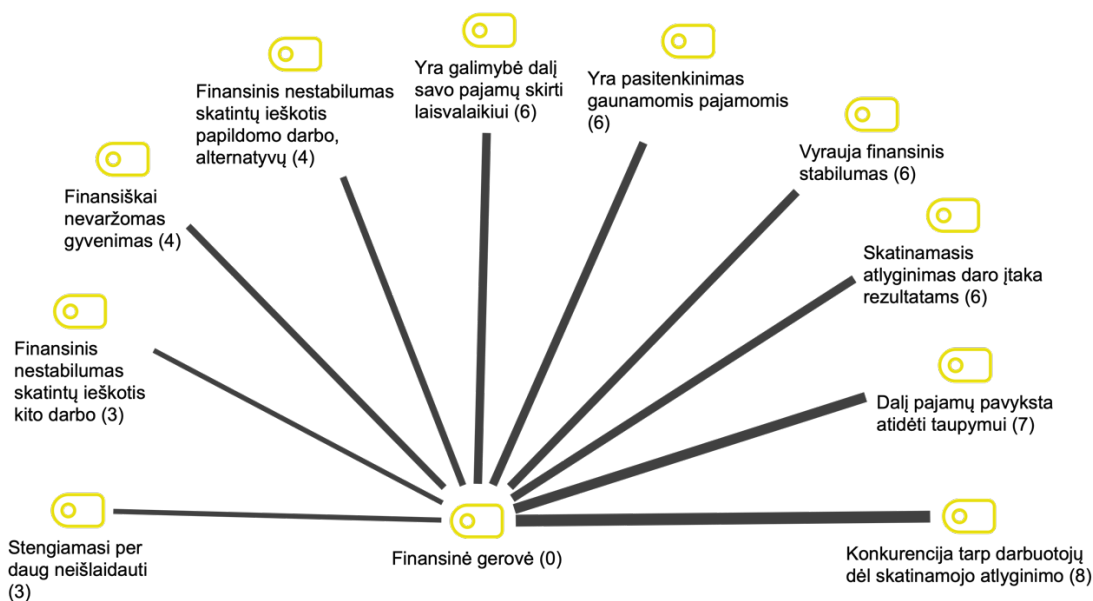 Yra galimybė dalį
savo pajamų skirti
laisvalaikiui (6)
Yra pasitenkinimas
gaunamomis pajamomis
(6)
Finansinis nestabilumas
skatintų ieškotis
papildomo darbo,
alternatyvų (4)
Vyrauja finansinis
stabilumas (6)
Finansiškai
nevaržomas
gyvenimas (4)
Skatinamasis
atlyginimas daro įtaka
rezultatams (6)
Finansinis
nestabilumas
skatintų ieškotis
kito darbo (3)
Dalį pajamų pavyksta
atidėti taupymui (7)
Stengiamasi per
daug neišlaidauti
(3)
Finansinė gerovė (0)
Konkurencija tarp darbuotojų
dėl skatinamojo atlyginimo (8)